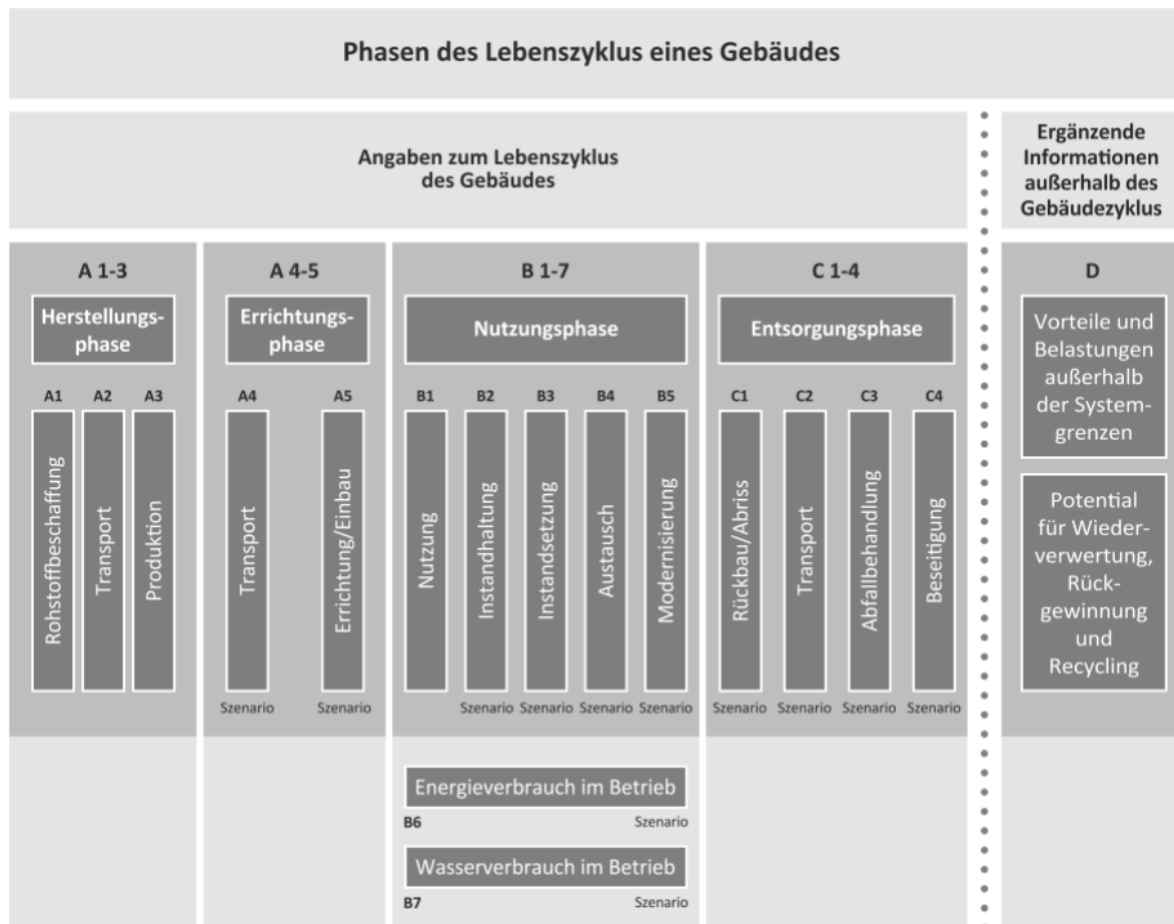 Phasen des Lebenszyklus eines Gebäudes
Angaben zum Lebenszyklus
des Gebäudes
Ergänzende
Informationen
außerhalb des
Gebäudezyklus
A 1-3
Herstellungs-
phase
A1
A2
A3
Rohstoffbeschaffung
Transport
Produktion
A 4-5
Errichtungs-
phase
A4
A5
Transport
Errichtung/Einbau
Szenario
Szenario
B 1-7
Nutzungsphase
B1
B2
B3
B4
B5
Nutzung
Instandhaltung
Instandsetzung
Austausch
Modernisierung
Szenario
Szenario
Szenario
Szenario
Energieverbrauch im Betrieb
B6
Szenario
Wasserverbrauch im Betrieb
B7
Szenario
C 1-4
Entsorgungsphase
C1
C2
C3
C4
Rückbau/Abriss
Transport
Abfallbehandlung
Beseitigung
Szenario
Szenario
Szenario
Szenario
D
Vorteile und
Belastungen
außerhalb
der System-
grenzen
Potential
für Wieder-
verwertung,
Rück-
gewinnung
und
Recycling